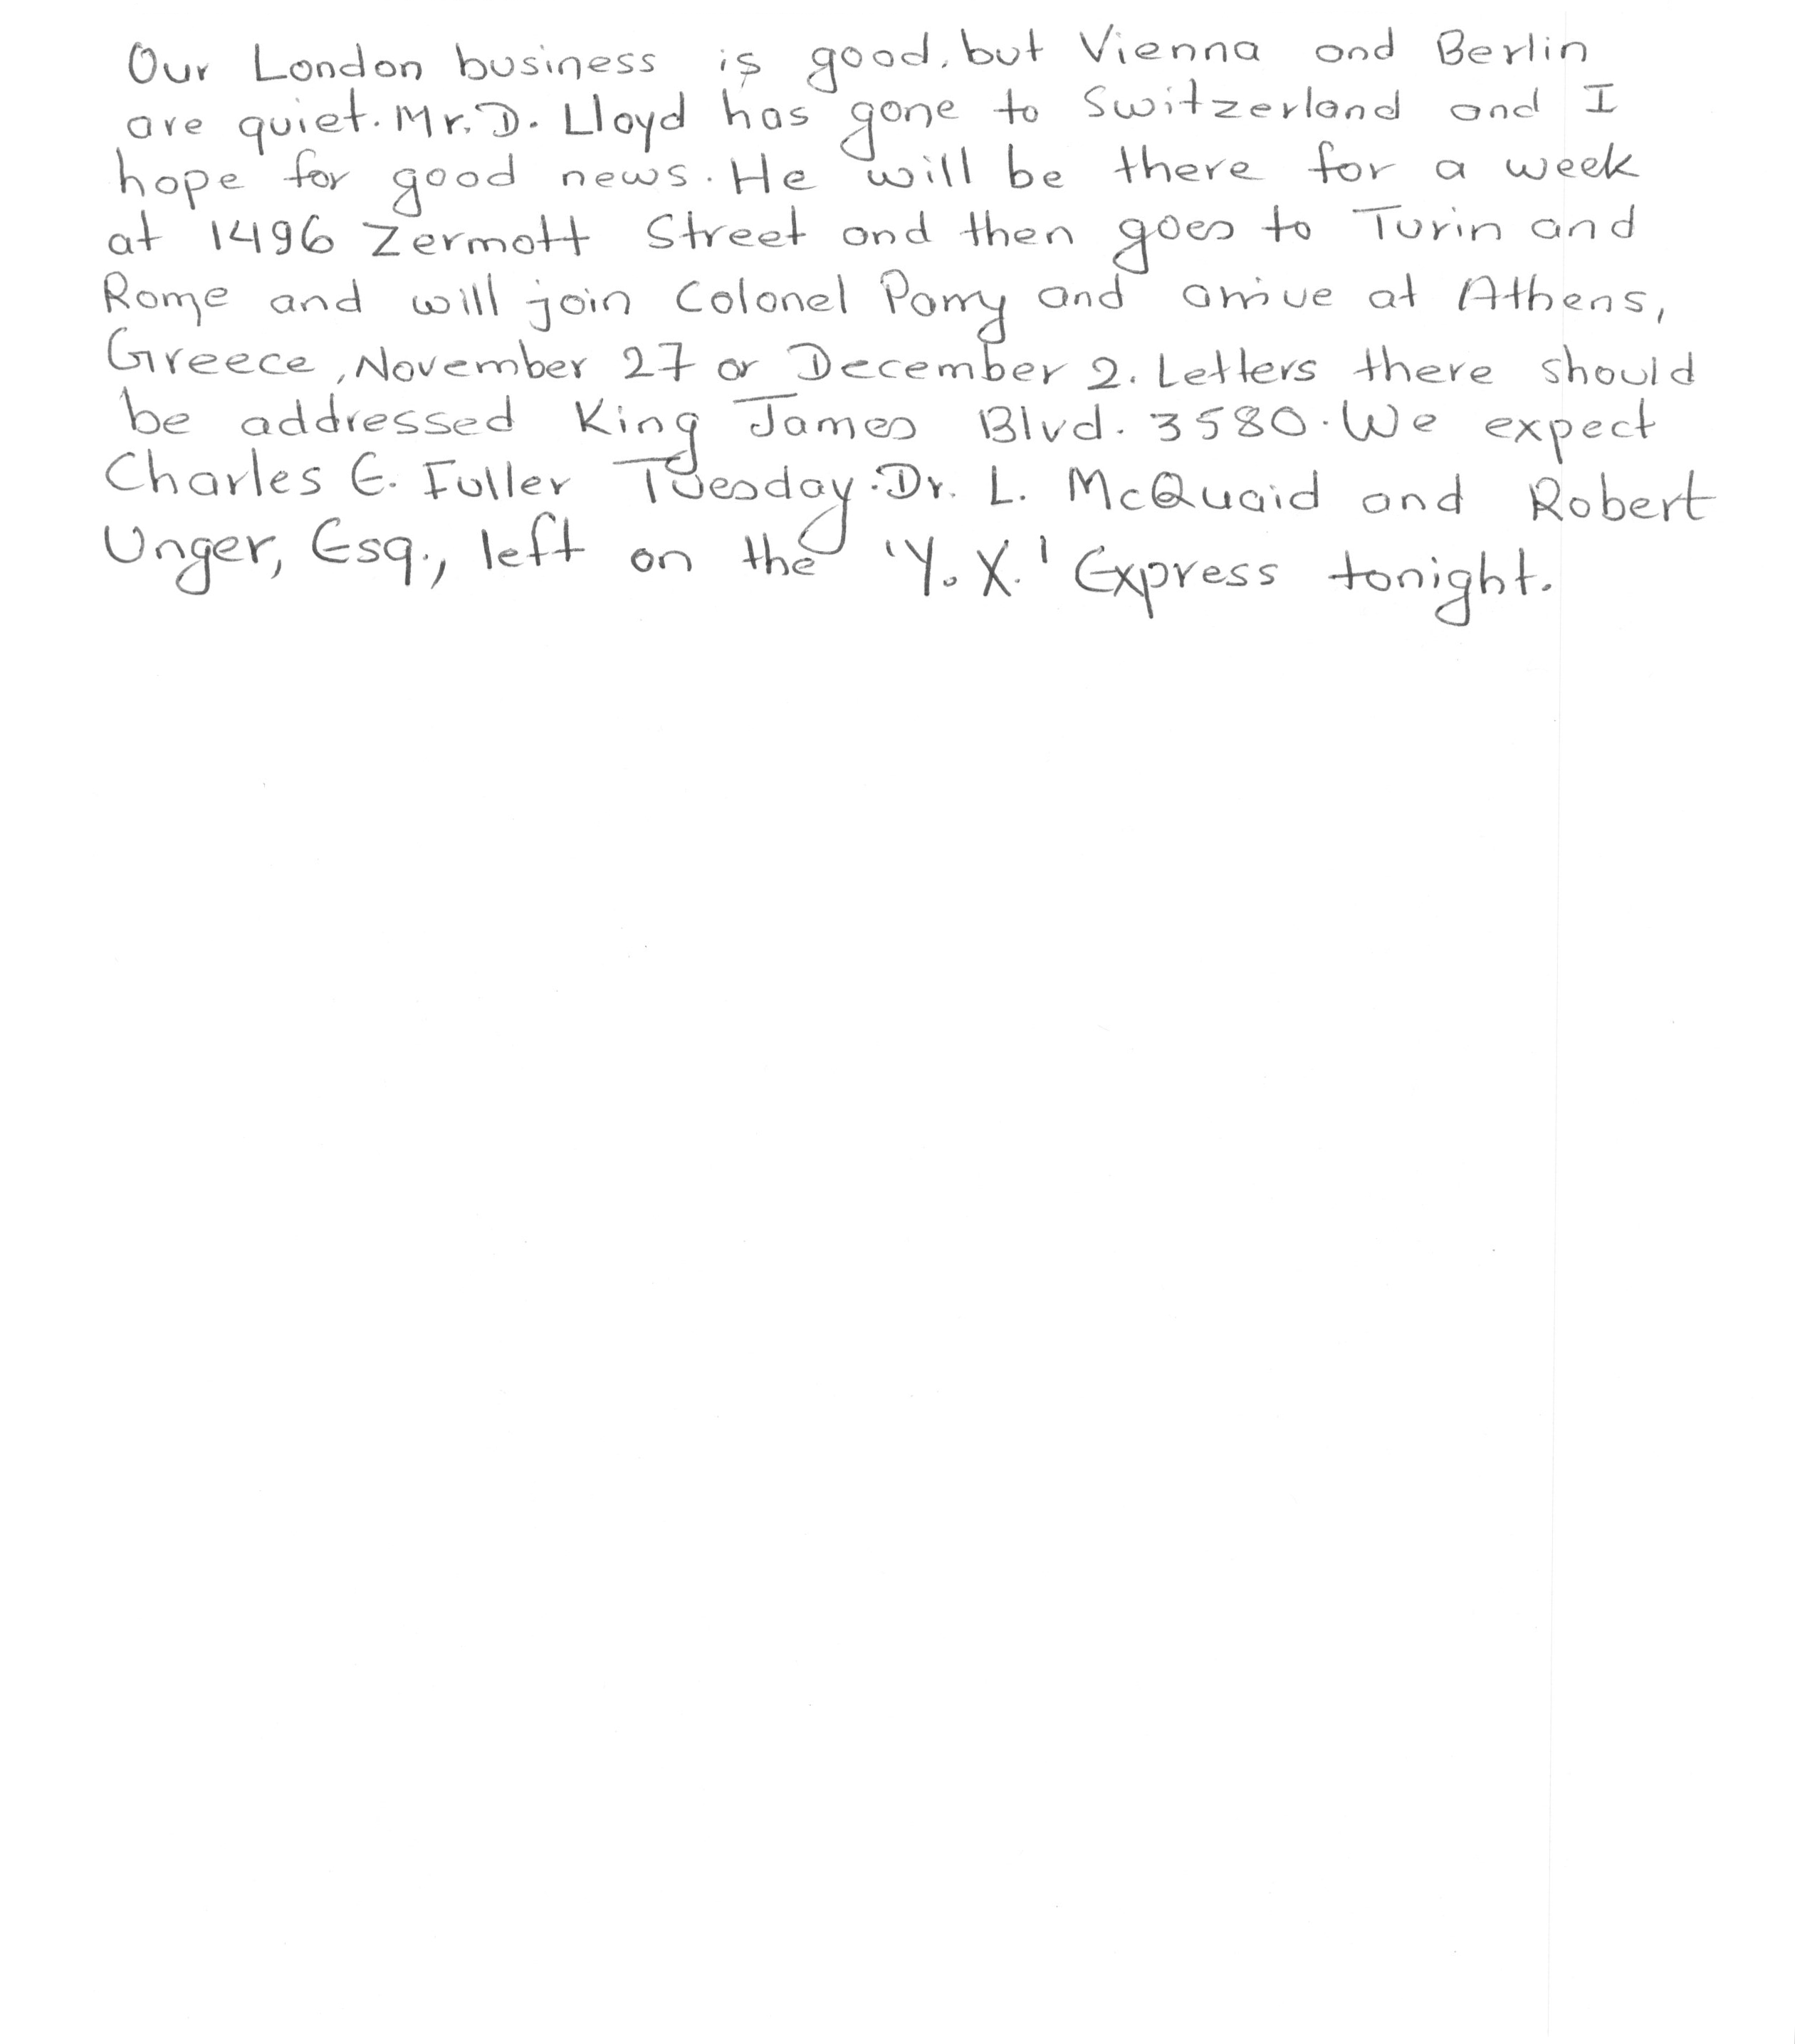 Our London business is good, but Vienna and Berlin
are quiet. Mr. D. Lloyd has gone to Switzerland and I
hope for good news. He will be there for a week
at 1496 Zermott Street and then goes to Turin and
Rome and will join Colonel Parry and arrive at Athens,
Greece, November 27 or December 2. Letters there should
be addressed King James Blvd. 3580. We expect
Charles E. Fuller Tuesday. Dr. L. McQuaid and Robert
Unger, Esq., left on the 'Y. X.' Express tonight.